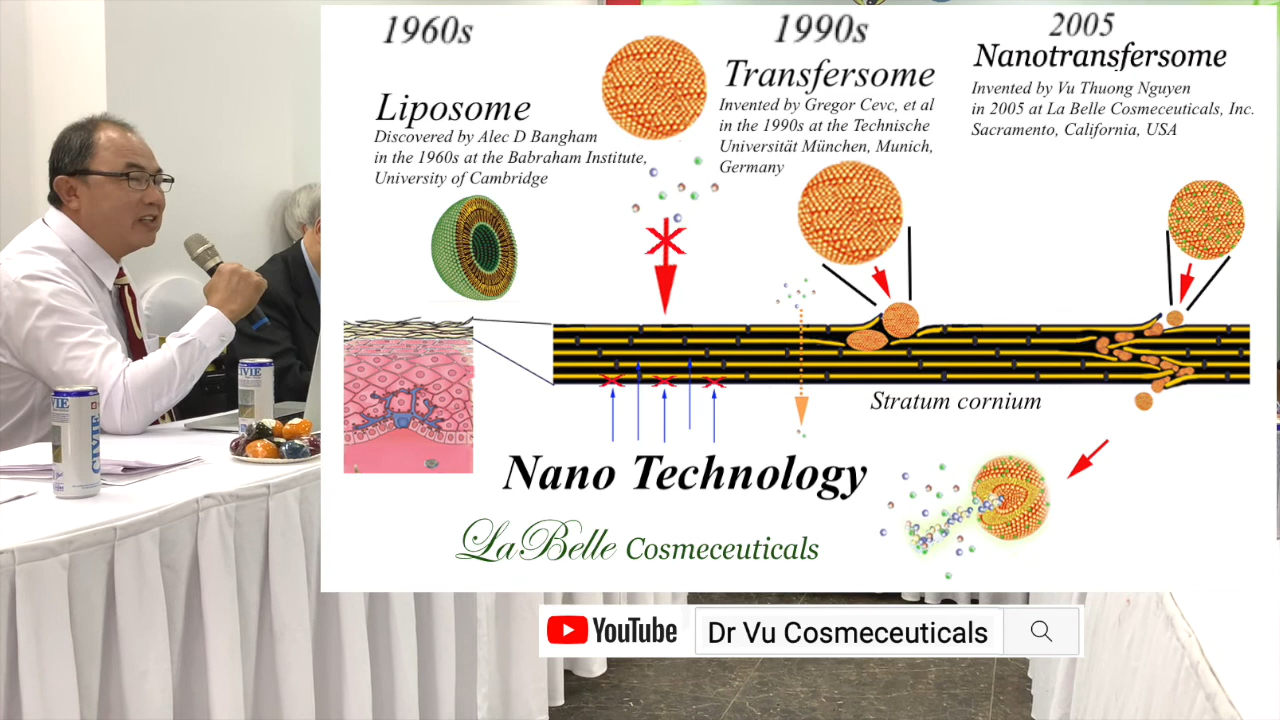 1960s
Liposome
Discovered by Alec D Bangham
in the 1960s at the Babraham Institute,
University of Cambridge
1990s
Transfersome
Invented by Gregor Cevc, et al
in the 1990s at the Technische
Universität München, Munich,
Germany
2005
Nanotransfersome
Invented by Vu Thuong Nguyen
in 2005 at La Belle Cosmeceuticals, Inc.
Sacramento, California, USA
Stratum cornium
Nano Technology
LaBelle Cosmeceuticals
YouTube
Dr Vu Cosmeceuticals
CIVIE
VIE
CIVIE